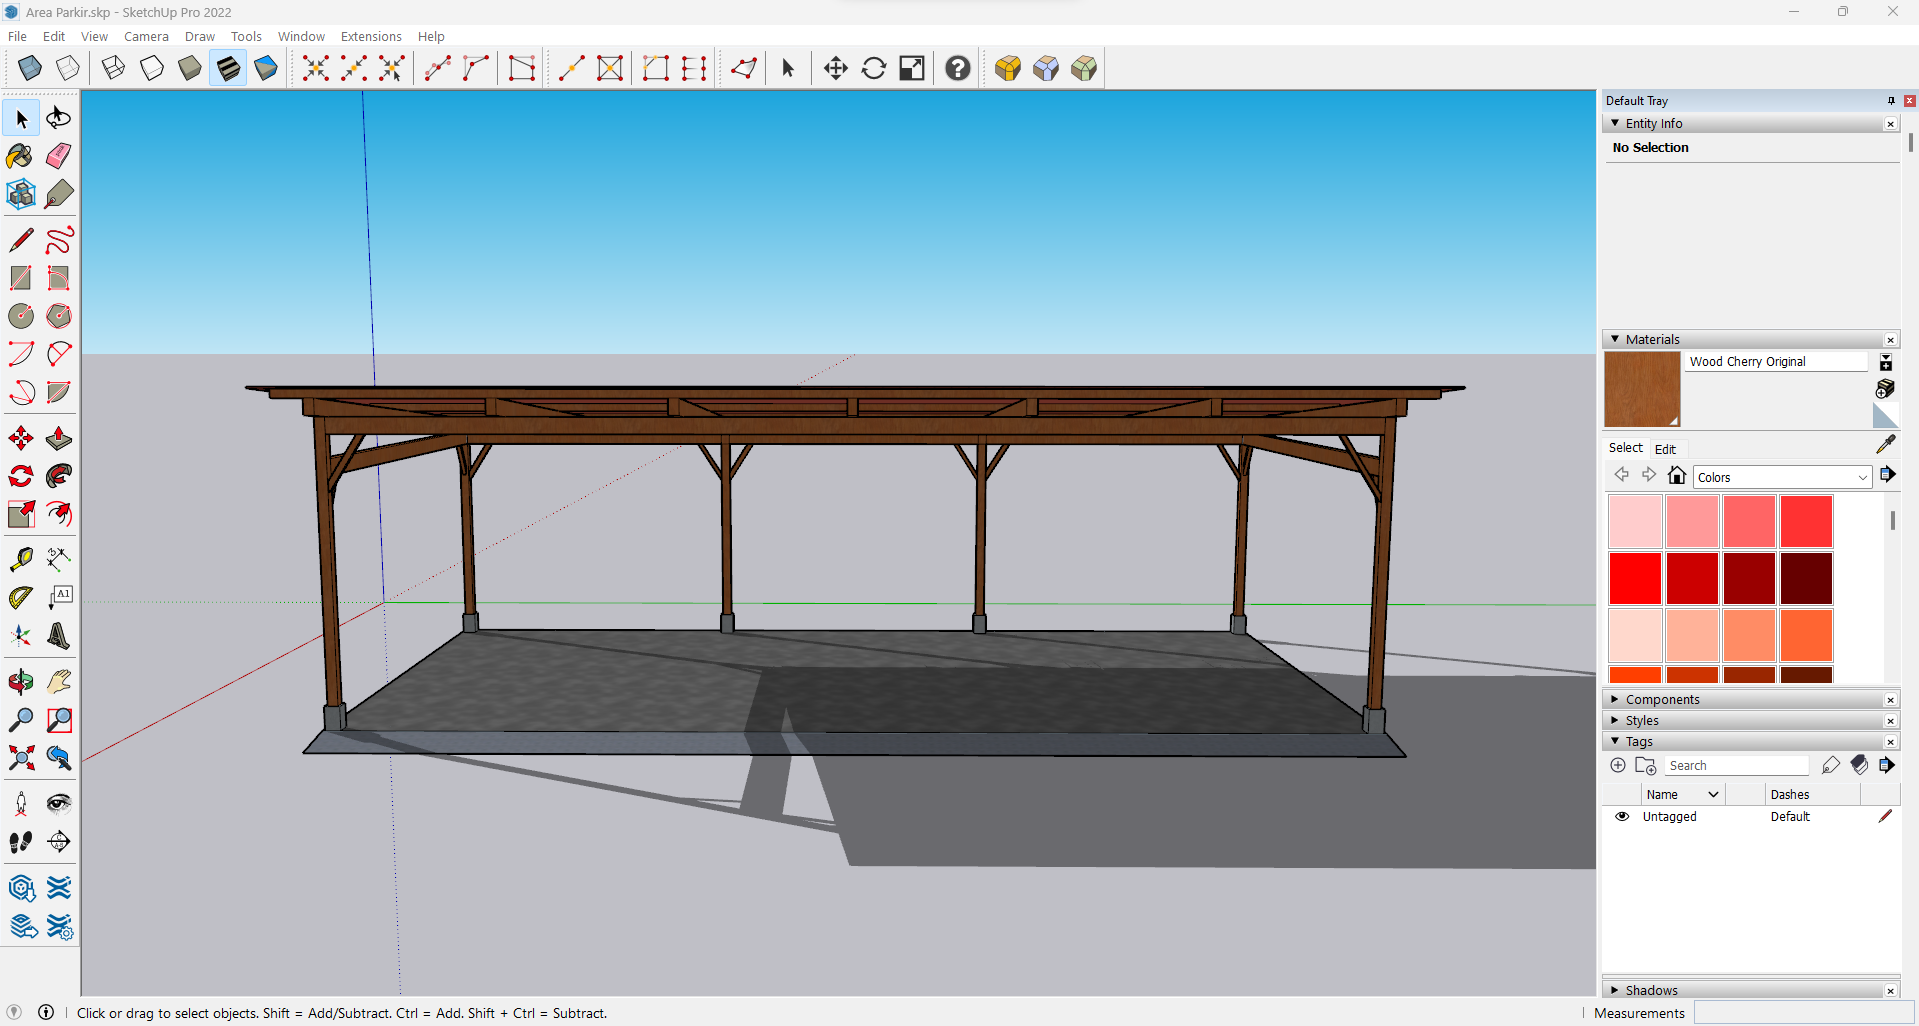 Area Parkir.skp - SketchUp Pro 2022
File Edit View Camera Draw Tools Window Extensions Help
Default Tray
Entity Info
No Selection
Materials
Wood Cherry Original
Select Edit
Colors
Components
Styles
Tags
Search
Name Dashes
Untagged Default
Shadows
A1
Click or drag to select objects. Shift = Add/Subtract. Ctrl = Add. Shift + Ctrl = Subtract.
Measurements